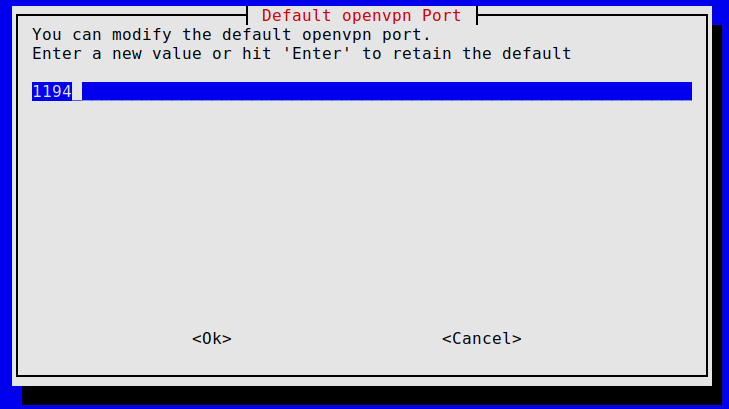 Default openvpn Port
You can modify the default openvpn port.
Enter a new value or hit 'Enter' to retain the default
1194
<Ok> <Cancel>